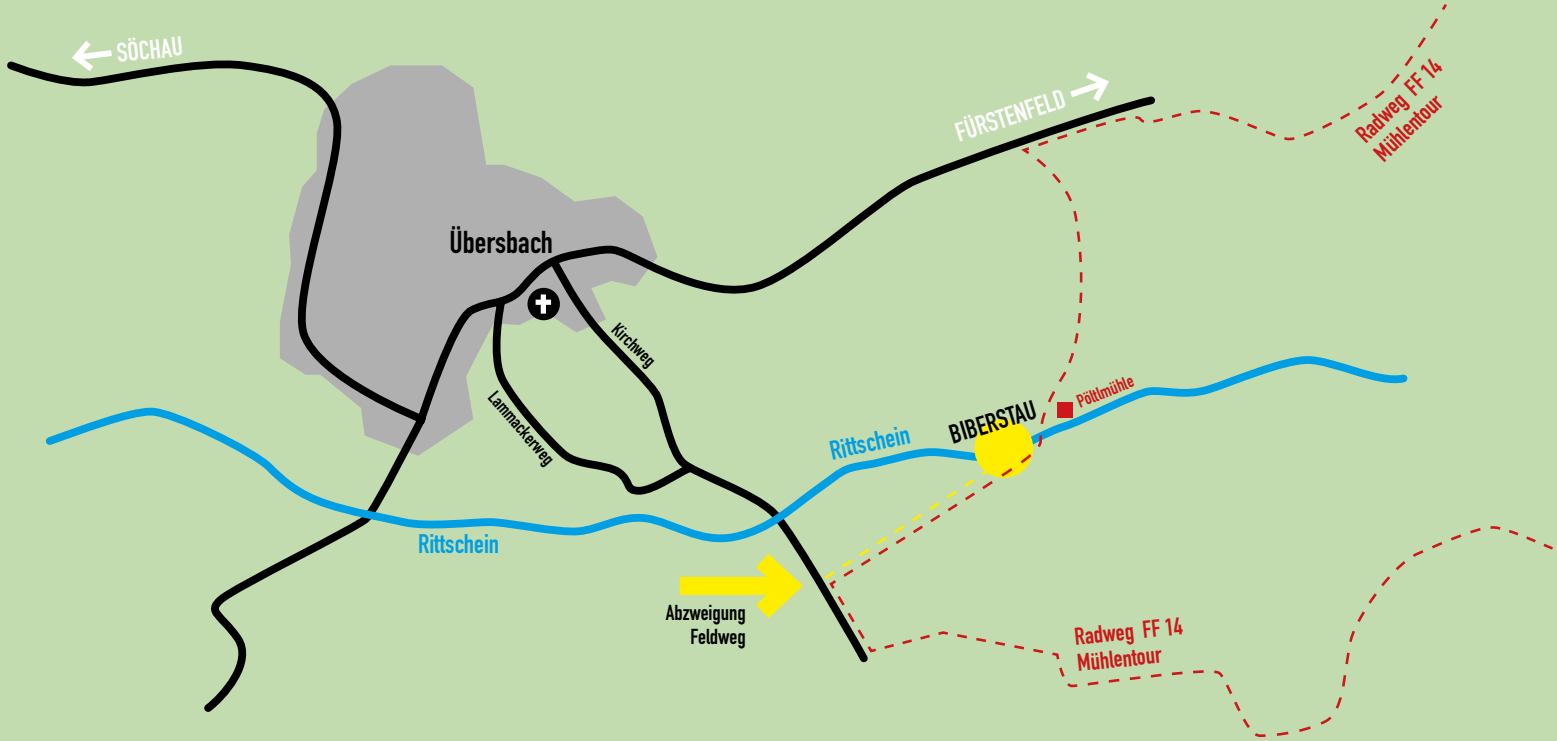 SÖCHAU
FÜRSTENFELD
Radweg FF 14
Mühlentour
Übersbach
Kirchweg
Lammackerweg
Pöltlmühle
BIBERSTAU
Rittschein
Rittschein
Abzweigung
Feldweg
Radweg FF 14
Mühlentour